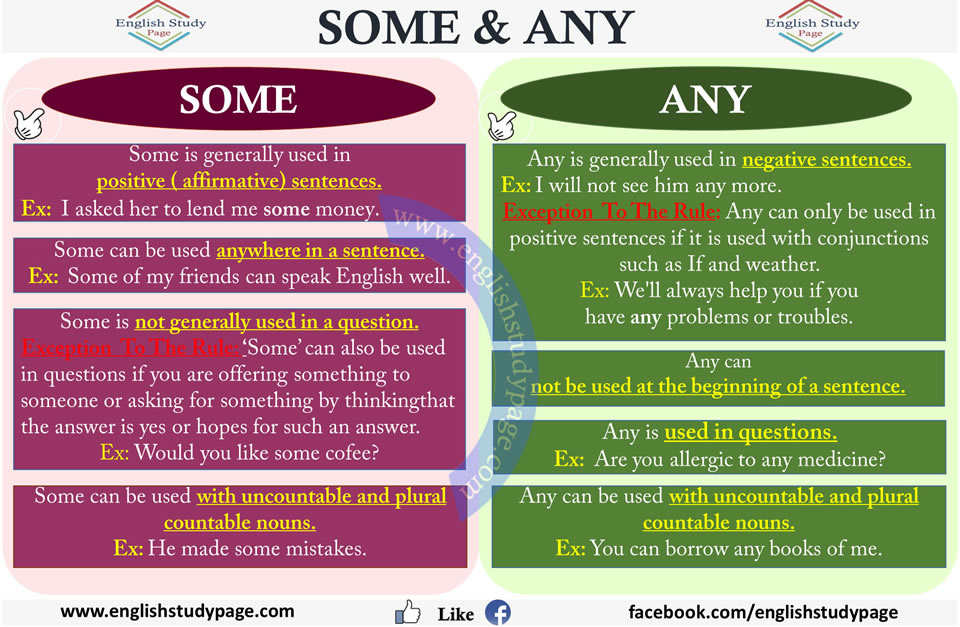 English Study
Page
SOME & ANY
English Study
Page
SOME
Some is generally used in
positive ( affirmative) sentences.
Ex: I asked her to lend me some money.
Some can be used anywhere in a sentence.
Ex: Some of my friends can speak English well.
Some is not generally used in a question.
Exception To The Rule: ‘Some’ can also be used
in questions if you are offering something to
someone or asking for something by thinkingthat
the answer is yes or hopes for such an answer.
Ex: Would you like some cofee?
Some can be used with uncountable and plural
countable nouns.
Ex: He made some mistakes.
ANY
Any is generally used in negative sentences.
Ex: I will not see him any more.
Exception To The Rule: Any can only be used in
positive sentences if it is used with conjunctions
such as If and weather.
Ex: We'll always help you if you
have any problems or troubles.
Any can
not be used at the beginning of a sentence.
Any is used in questions.
Ex: Are you allergic to any medicine?
Any can be used with uncountable and plural
countable nouns.
Ex: You can borrow any books of me.
www.englishstudypage.com
www.englishstudypage.com
Like
facebook.com/englishstudypage